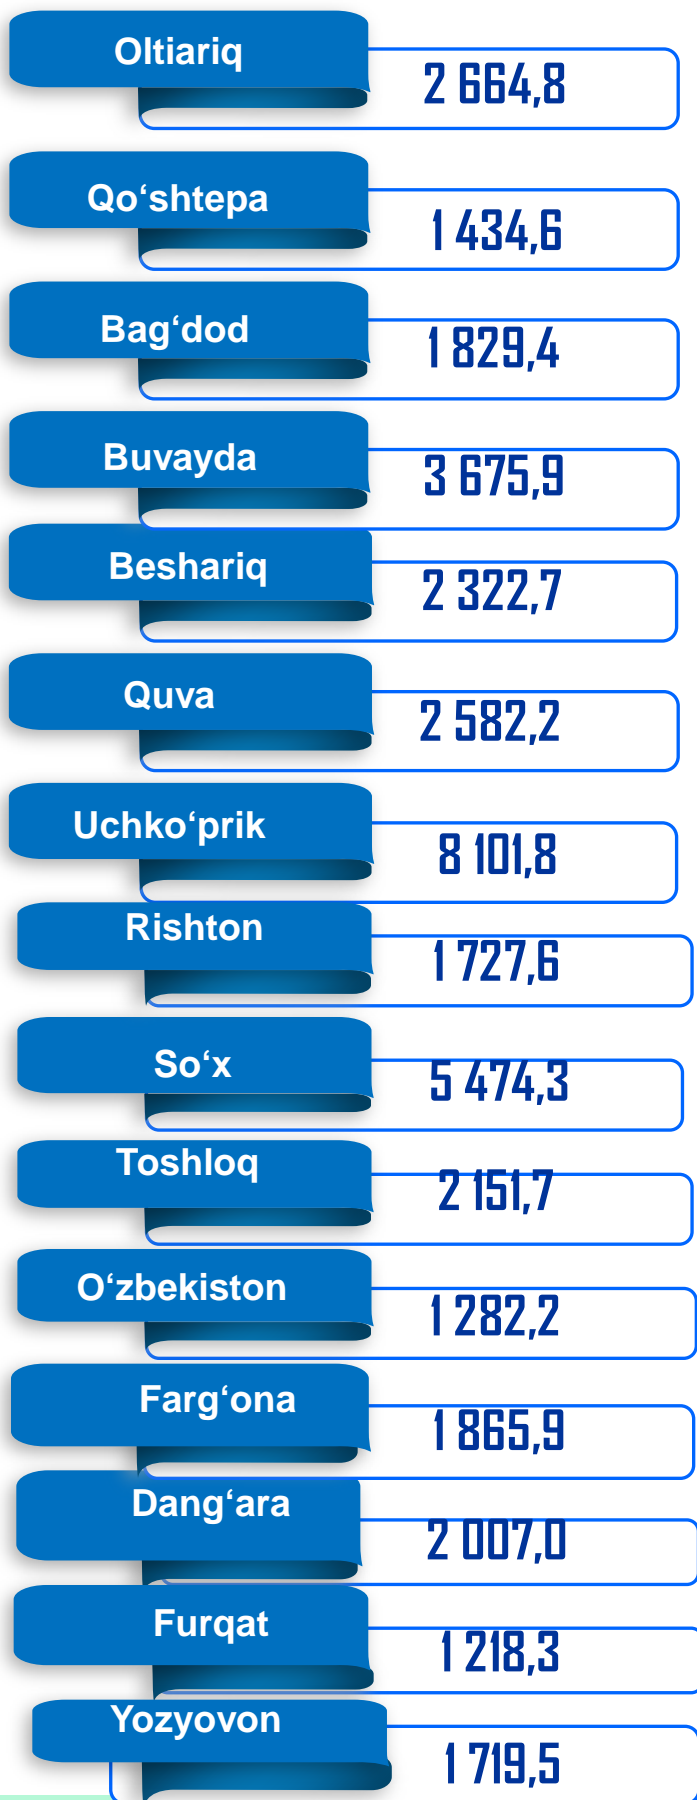 Oltiariq
2 664,8
Qo‘shtepa
1 434,6
Bag‘dod
1 829,4
Buvayda
3 675,9
Beshariq
2 322,7
Quva
2 582,2
Uchko‘prik
8 101,8
Rishton
1 727,6
So‘x
5 474,3
Toshloq
2 151,7
O‘zbekiston
1 282,2
Farg‘ona
1 865,9
Dang‘ara
2 007,0
Furqat
1 218,3
Yozyovon
1 719,5